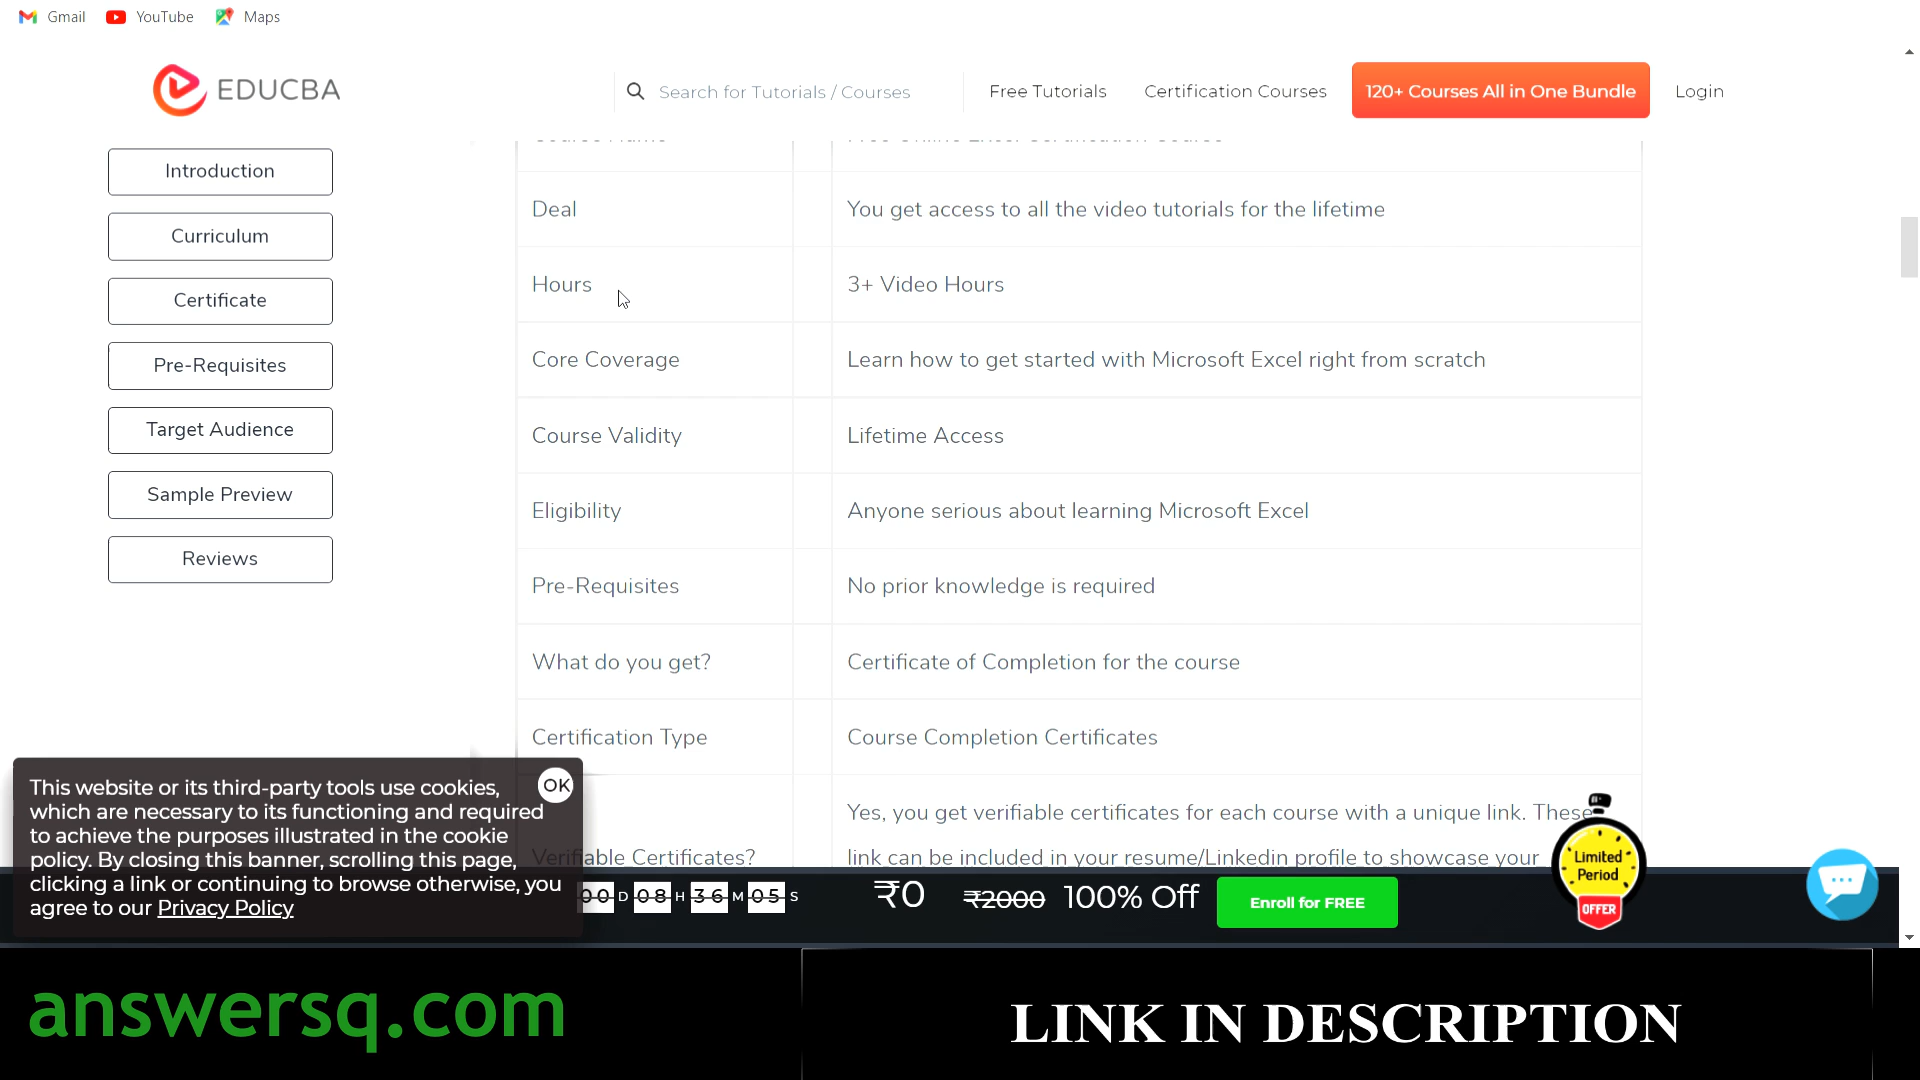 Gmail YouTube Maps
EDUCBA
Search for Tutorials / Courses
Free Tutorials
Certification Courses
120+ Courses All in One Bundle
Login
Introduction
Curriculum
Certificate
Pre-Requisites
Target Audience
Sample Preview
Reviews
Deal You get access to all the video tutorials for the lifetime
Hours 3+ Video Hours
Core Coverage Learn how to get started with Microsoft Excel right from scratch
Course Validity Lifetime Access
Eligibility Anyone serious about learning Microsoft Excel
Pre-Requisites No prior knowledge is required
What do you get? Certificate of Completion for the course
Certification Type Course Completion Certificates
Verifiable Certificates? Yes, you get verifiable certificates for each course with a unique link. These
link can be included in your resume/Linkedin profile to showcase your
This website or its third-party tools use cookies,
which are necessary to its functioning and required
to achieve the purposes illustrated in the cookie
policy. By closing this banner, scrolling this page,
clicking a link or continuing to browse otherwise, you
agree to our Privacy Policy
OK
00 D 08 H 36 M 05 S
₹0 ₹2000 100% Off
Enroll for FREE
Limited
Period
OFFER
answersq.com
LINK IN DESCRIPTION